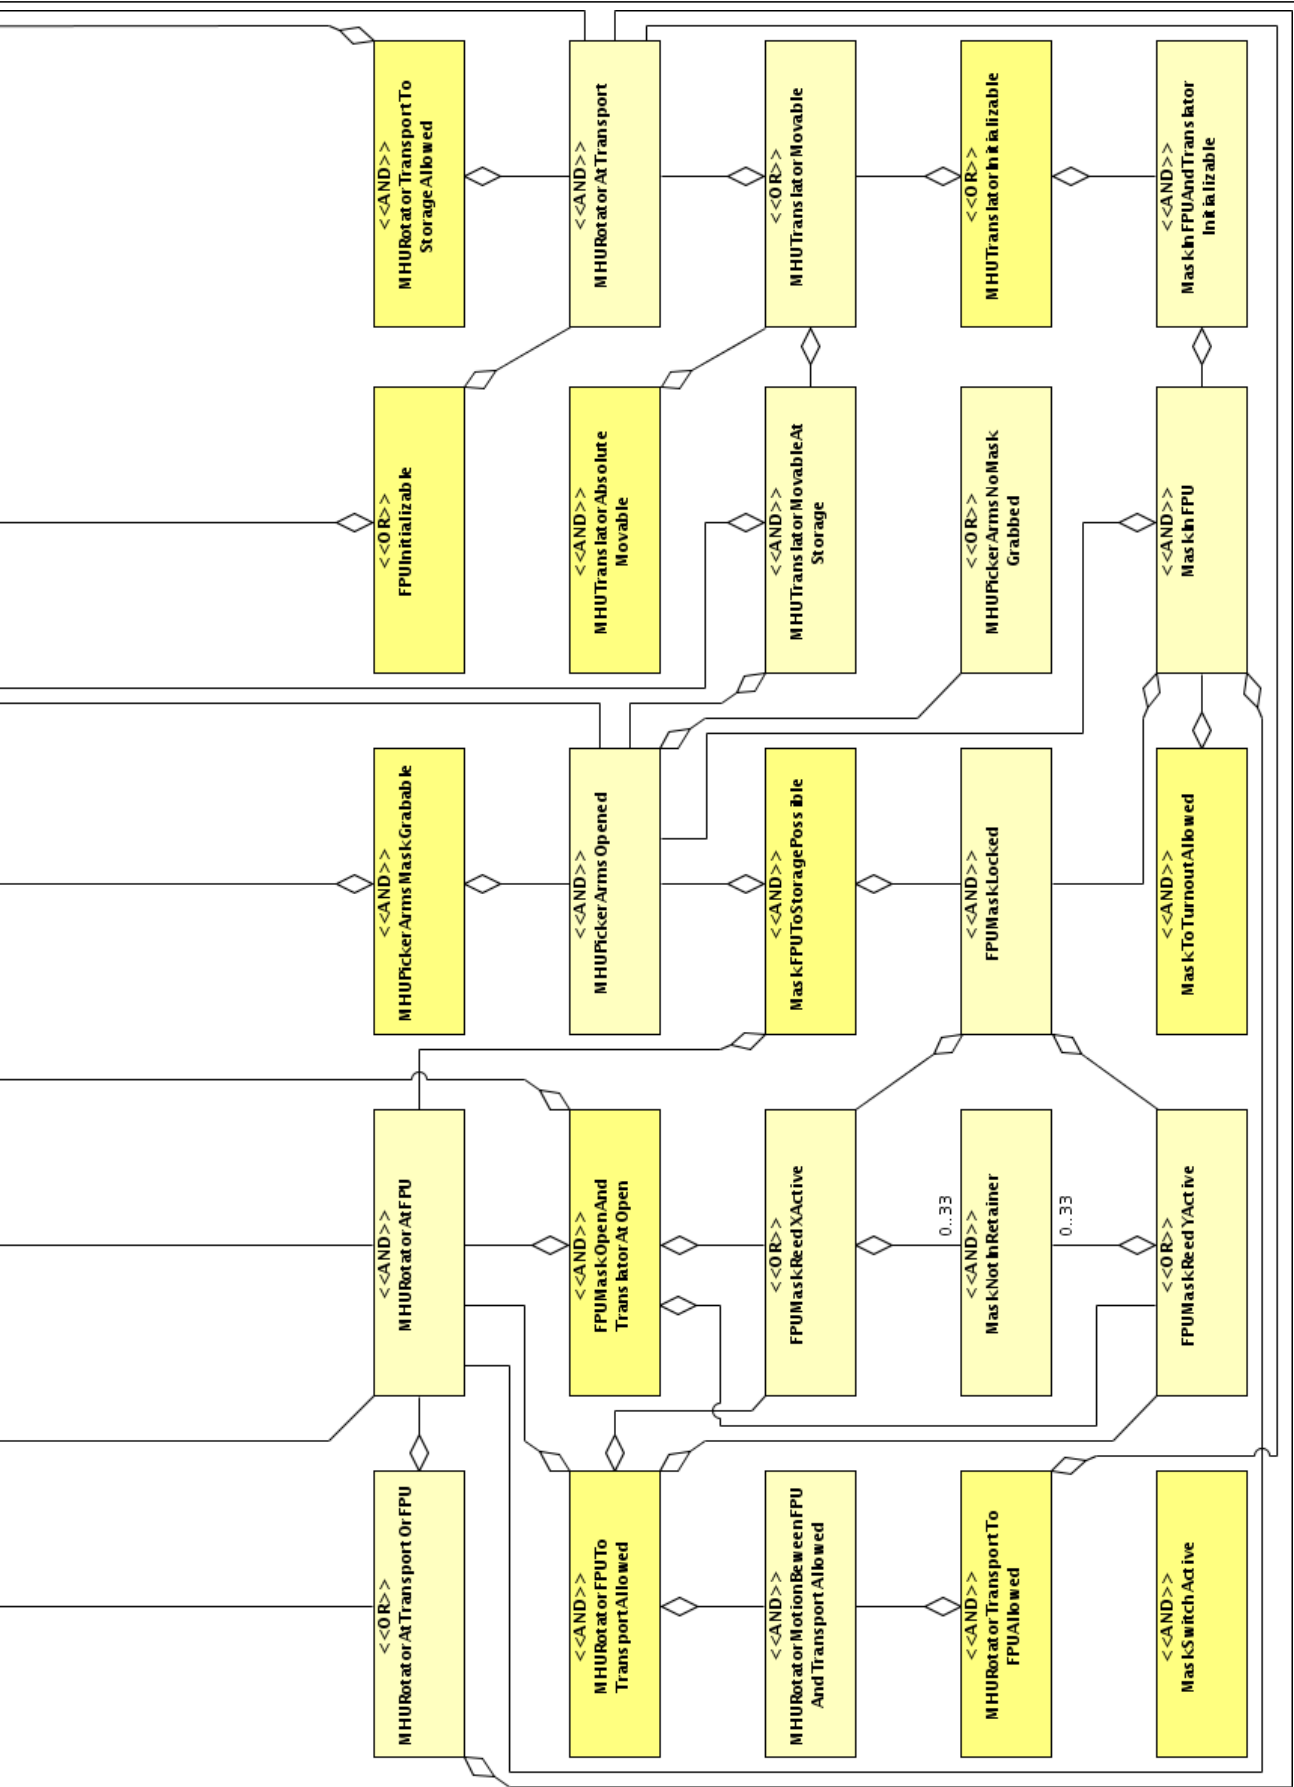 <<AND>>
MHURotatorTransportTo
StorageAllowed
<<AND>>
MHURotatorAtTransport
<<OR>>
MHUTranslatorMovable
<<OR>>
MHUTranslatorInitializable
<<AND>>
MaskInFPUAndTranslator
Initializable
<<OR>>
FPUInitializable
<<AND>>
MHUTranslatorAbsolute
Movable
<<AND>>
MHUTranslatorMovableAt
Storage
<<OR>>
MHUPickerArmsNoMask
Grabbed
<<AND>>
MaskInFPU
<<AND>>
MHUPickerArmsMaskGrabable
<<AND>>
MHUPickerArmsOpened
<<AND>>
MaskFPUToStoragePossible
<<AND>>
FPUMaskLocked
<<AND>>
MaskToTurnoutAllowed
<<AND>>
MHURotatorAtFPU
<<AND>>
FPUMaskOpenAnd
TranslatorAtOpen
<<OR>>
FPUMaskReedXActive
0..33
<<AND>>
MaskNotInRetainer
0..33
<<OR>>
FPUMaskReedYActive
<<OR>>
MHURotatorAtTransportOrFPU
<<AND>>
MHURotatorFPUTo
TransportAllowed
<<AND>>
MHURotatorMotionBeweenFPU
AndTransportAllowed
<<AND>>
MHURotatorTransportTo
FPUAllowed
<<AND>>
MaskSwitchActive